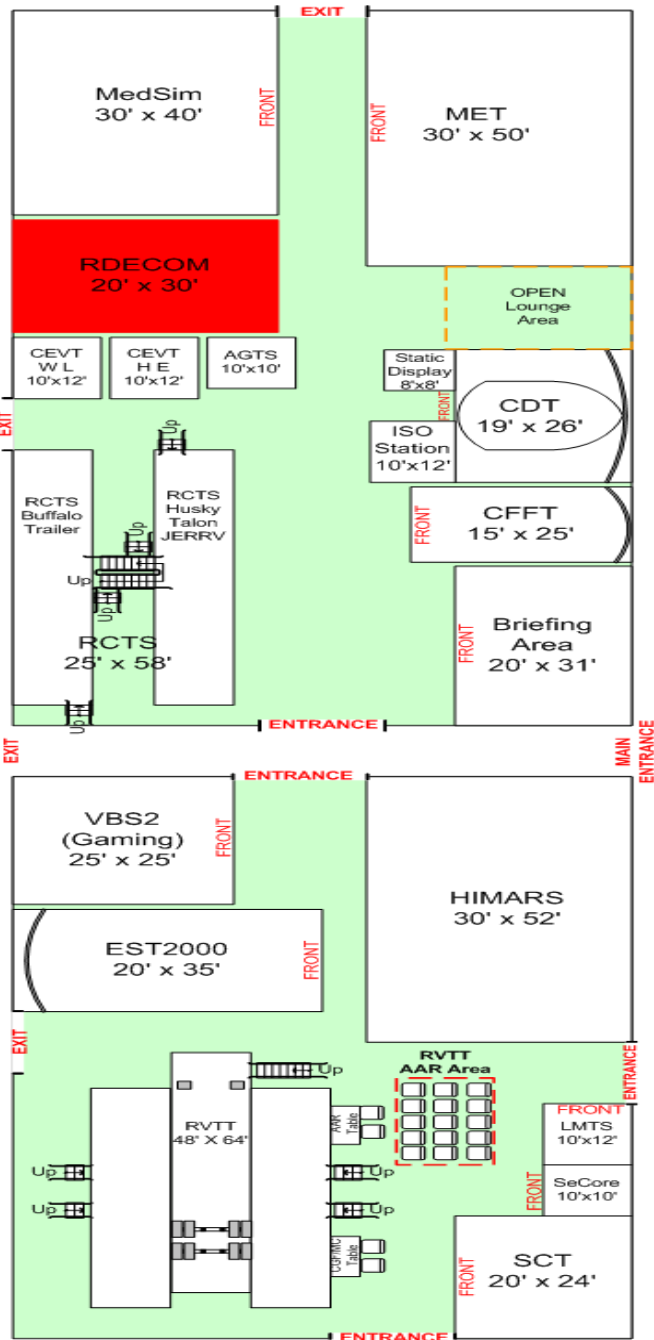 EXIT
MedSim
30' x 40'
FRONT
FRONT
MET
30' x 50'
RDECOM
20' x 30'
OPEN
Lounge
Area
CEVT
W L
10'x12'
CEVT
H E
10'x12'
AGTS
10'x10'
Static
Display
8'x8'
FRONT
CDT
19' x 26'
EXIT
ISO
Station
10'x12'
Up
RCTS
Buffalo
Trailer
RCTS
Husky
Talon
JERRV
Up
Up
Up
FRONT
CFFT
15' x 25'
RCTS
25' x 58'
FRONT
Briefing
Area
20' x 31'
Up
ENTRANCE
EXIT
MAIN
ENTRANCE
ENTRANCE
VBS2
(Gaming)
25' x 25'
FRONT
HIMARS
30' x 52'
EST2000
20' x 35'
FRONT
EXIT
ENTRANCE
RVTT
AAR Area
Up
RVTT
48' X 64'
AAR
Table
FRONT
LMTS
10'x12'
Up
Up
FRONT
SeCore
10'x10'
Up
Up
CGF/MC
Table
FRONT
SCT
20' x 24'
ENTRANCE